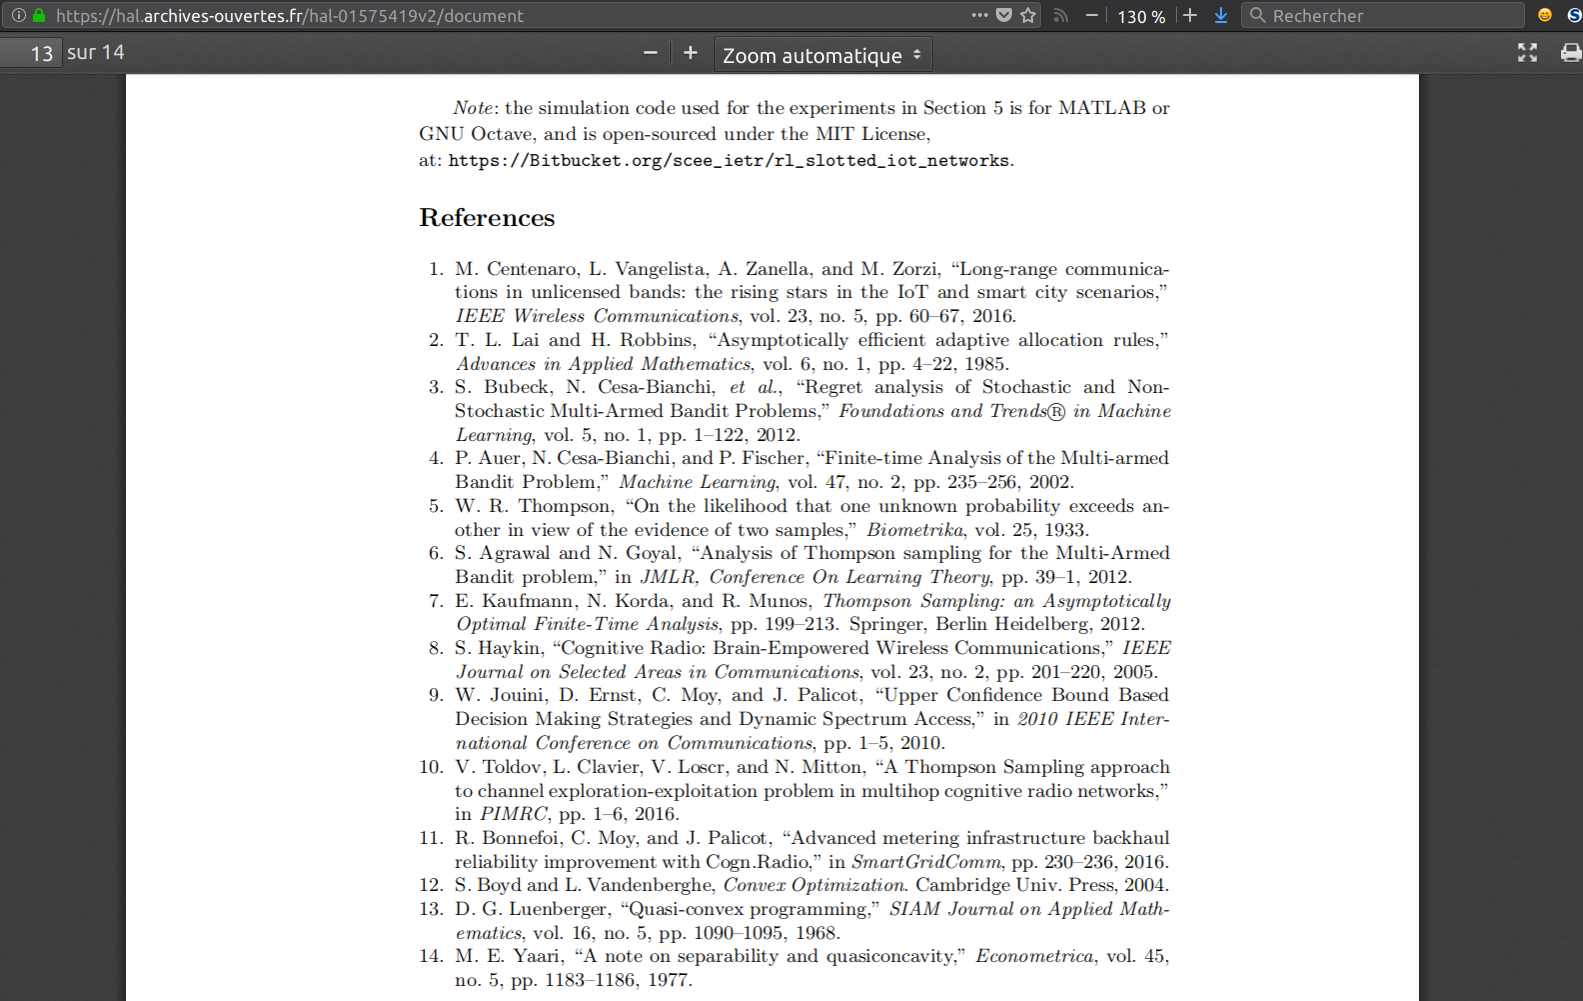 https://hal.archives-ouvertes.fr/hal-01575419v2/document
130 %
Rechercher
13 sur 14
Zoom automatique
Note: the simulation code used for the experiments in Section 5 is for MATLAB or
GNU Octave, and is open-sourced under the MIT License,
at: https://Bitbucket.org/scee_ietr/rl_slotted_iot_networks.
References
1. M. Centenaro, L. Vangelista, A. Zanella, and M. Zorzi, “Long-range communica-
tions in unlicensed bands: the rising stars in the IoT and smart city scenarios,”
IEEE Wireless Communications, vol. 23, no. 5, pp. 60–67, 2016.
2. T. L. Lai and H. Robbins, “Asymptotically efficient adaptive allocation rules,”
Advances in Applied Mathematics, vol. 6, no. 1, pp. 4–22, 1985.
3. S. Bubeck, N. Cesa-Bianchi, et al., “Regret analysis of Stochastic and Non-
Stochastic Multi-Armed Bandit Problems,” Foundations and Trends® in Machine
Learning, vol. 5, no. 1, pp. 1–122, 2012.
4. P. Auer, N. Cesa-Bianchi, and P. Fischer, “Finite-time Analysis of the Multi-armed
Bandit Problem,” Machine Learning, vol. 47, no. 2, pp. 235–256, 2002.
5. W. R. Thompson, “On the likelihood that one unknown probability exceeds an-
other in view of the evidence of two samples,” Biometrika, vol. 25, 1933.
6. S. Agrawal and N. Goyal, “Analysis of Thompson sampling for the Multi-Armed
Bandit problem,” in JMLR, Conference On Learning Theory, pp. 39–1, 2012.
7. E. Kaufmann, N. Korda, and R. Munos, Thompson Sampling: an Asymptotically
Optimal Finite-Time Analysis, pp. 199–213. Springer, Berlin Heidelberg, 2012.
8. S. Haykin, “Cognitive Radio: Brain-Empowered Wireless Communications,” IEEE
Journal on Selected Areas in Communications, vol. 23, no. 2, pp. 201–220, 2005.
9. W. Jouini, D. Ernst, C. Moy, and J. Palicot, “Upper Confidence Bound Based
Decision Making Strategies and Dynamic Spectrum Access,” in 2010 IEEE Inter-
national Conference on Communications, pp. 1–5, 2010.
10. V. Toldov, L. Clavier, V. Loscr, and N. Mitton, “A Thompson Sampling approach
to channel exploration-exploitation problem in multihop cognitive radio networks,”
in PIMRC, pp. 1–6, 2016.
11. R. Bonnefoi, C. Moy, and J. Palicot, “Advanced metering infrastructure backhaul
reliability improvement with Cogn.Radio,” in SmartGridComm, pp. 230–236, 2016.
12. S. Boyd and L. Vandenberghe, Convex Optimization. Cambridge Univ. Press, 2004.
13. D. G. Luenberger, “Quasi-convex programming,” SIAM Journal on Applied Math-
ematics, vol. 16, no. 5, pp. 1090–1095, 1968.
14. M. E. Yaari, “A note on separability and quasiconcavity,” Econometrica, vol. 45,
no. 5, pp. 1183–1186, 1977.